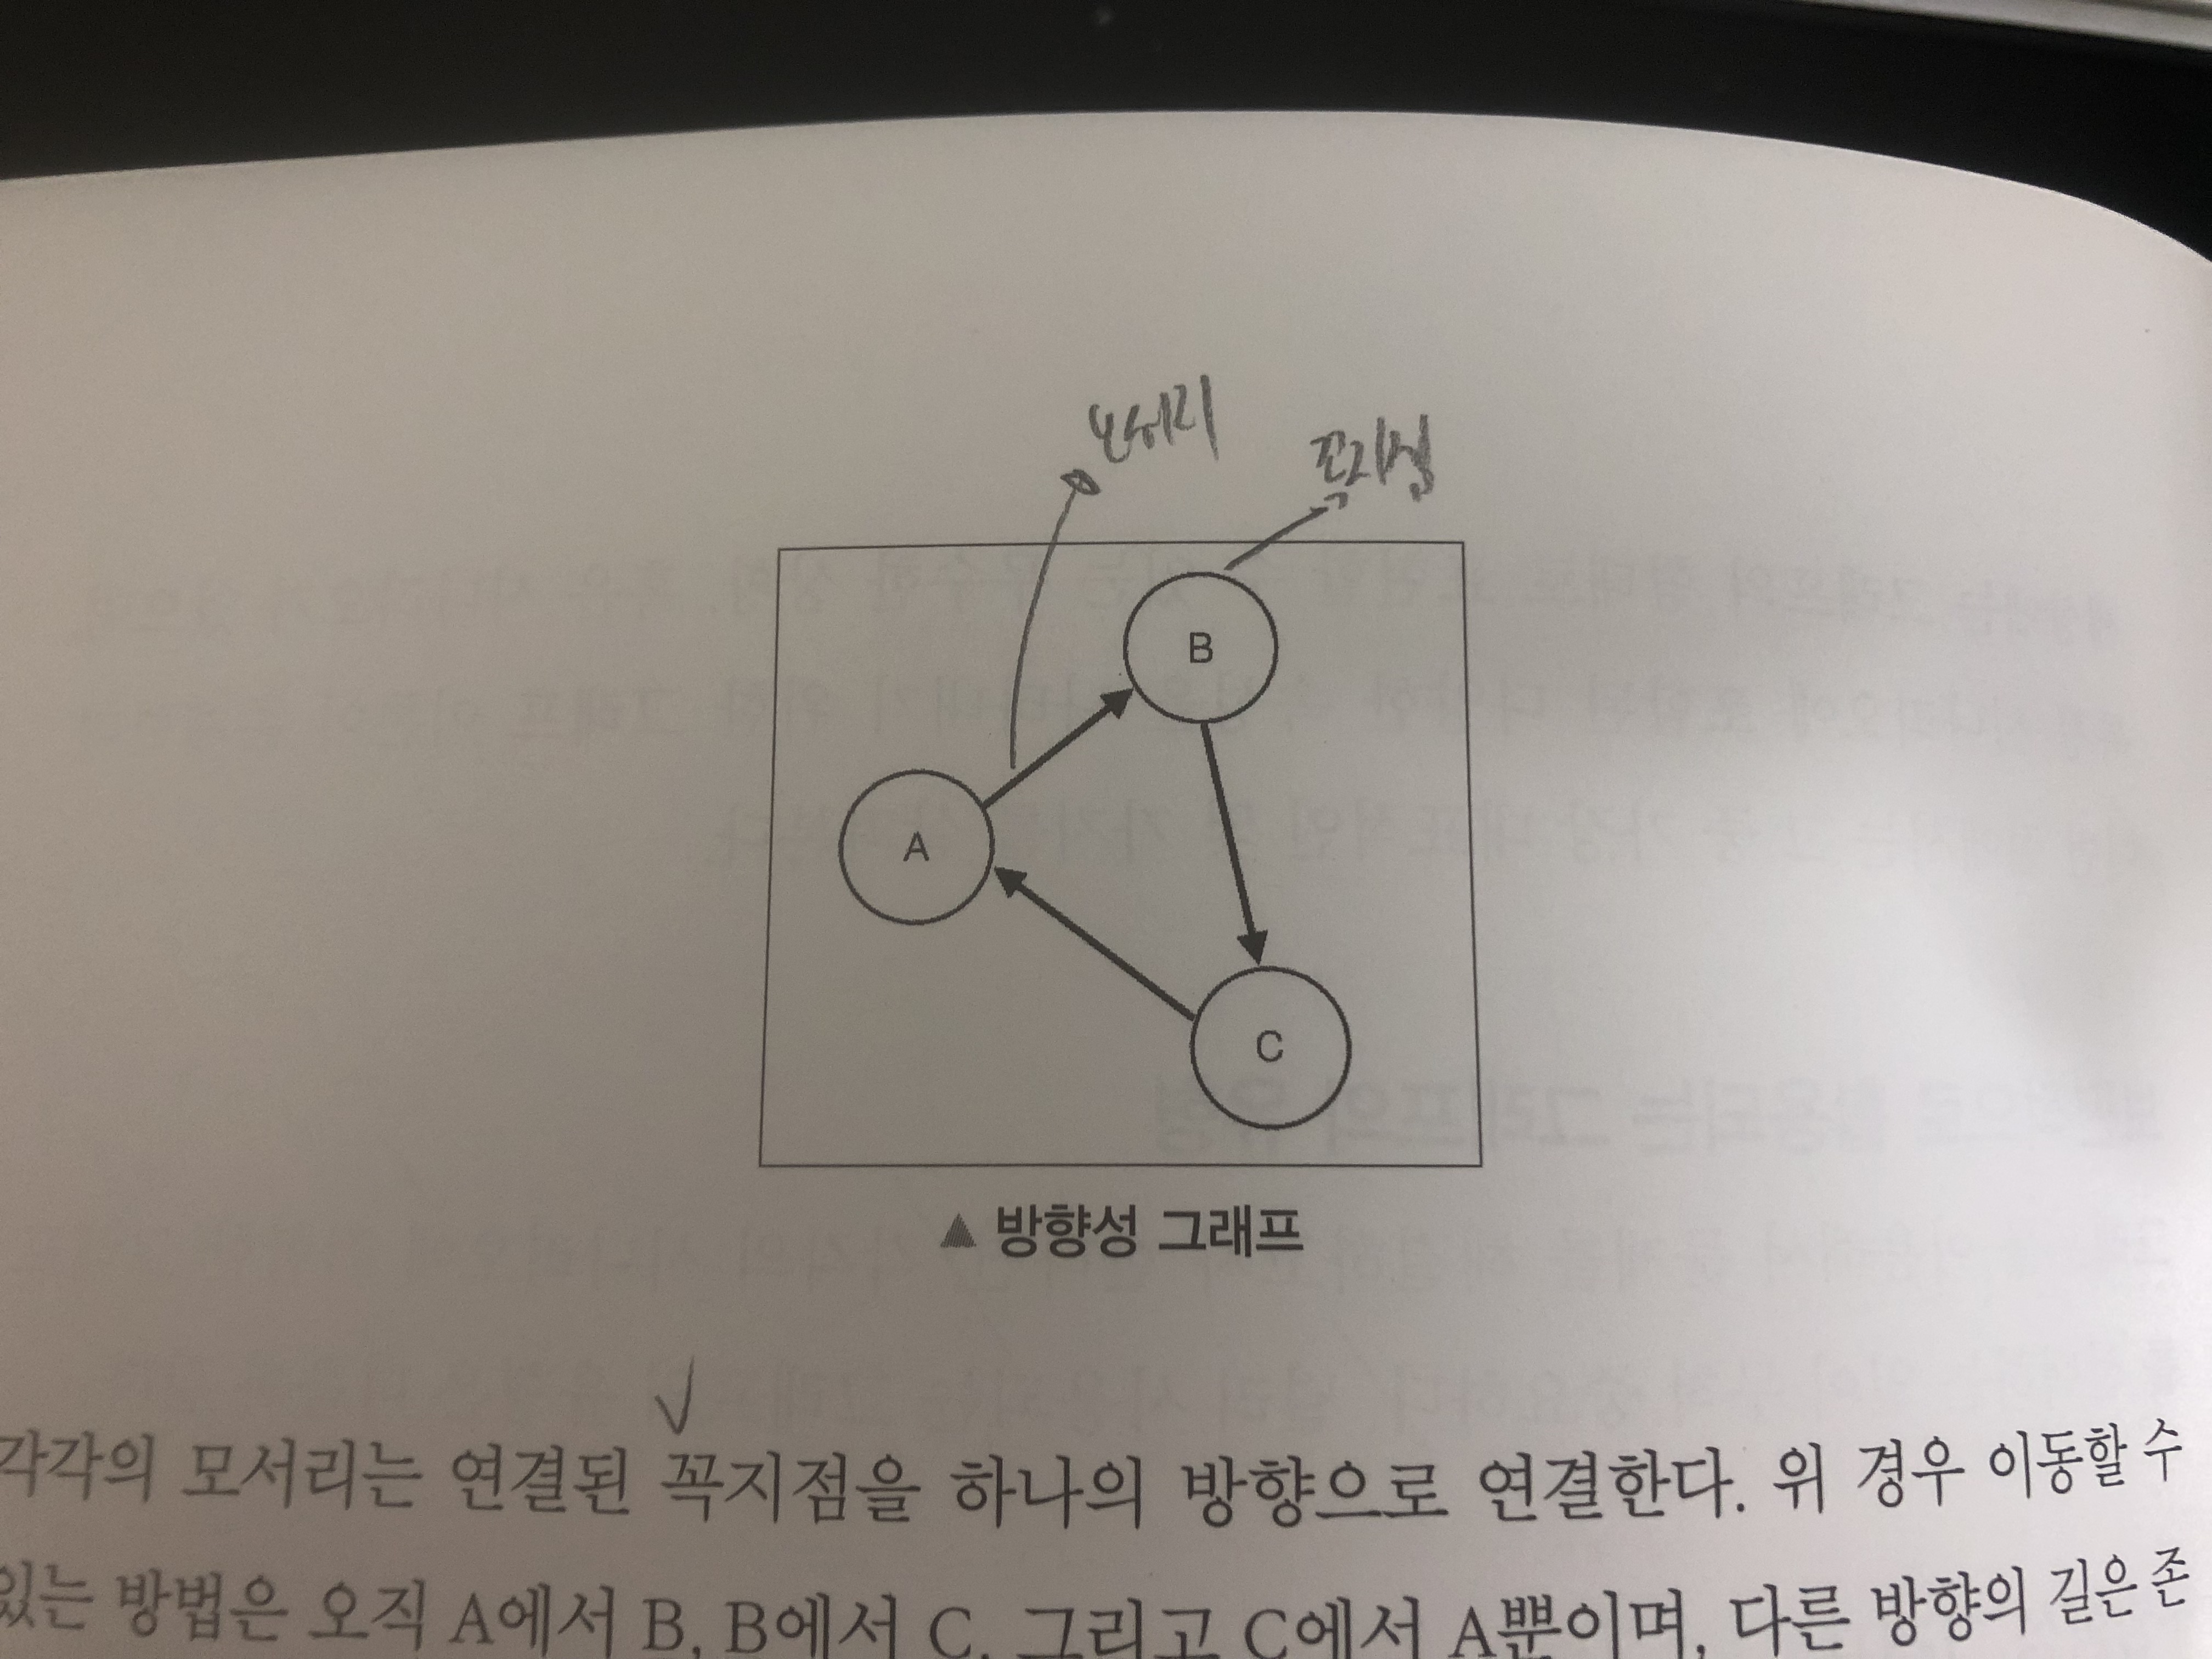 모서리
꼭지점
B
A
C
▲ 방향성 그래프
각각의 모서리는 연결된 꼭지점을 하나의 방향으로 연결한다. 위 경우 이동할 수
있는 방법은 오직 A에서 B, B에서 C, 그리고 C에서 A뿐이며, 다른 방향의 길은 존